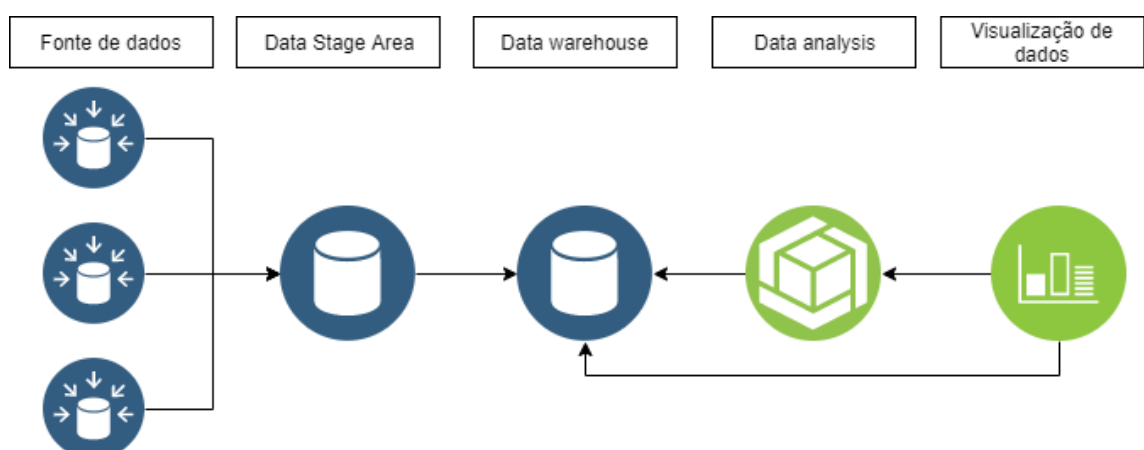 Fonte de dados
Data Stage Area
Data warehouse
Data analysis
Visualização de
dados